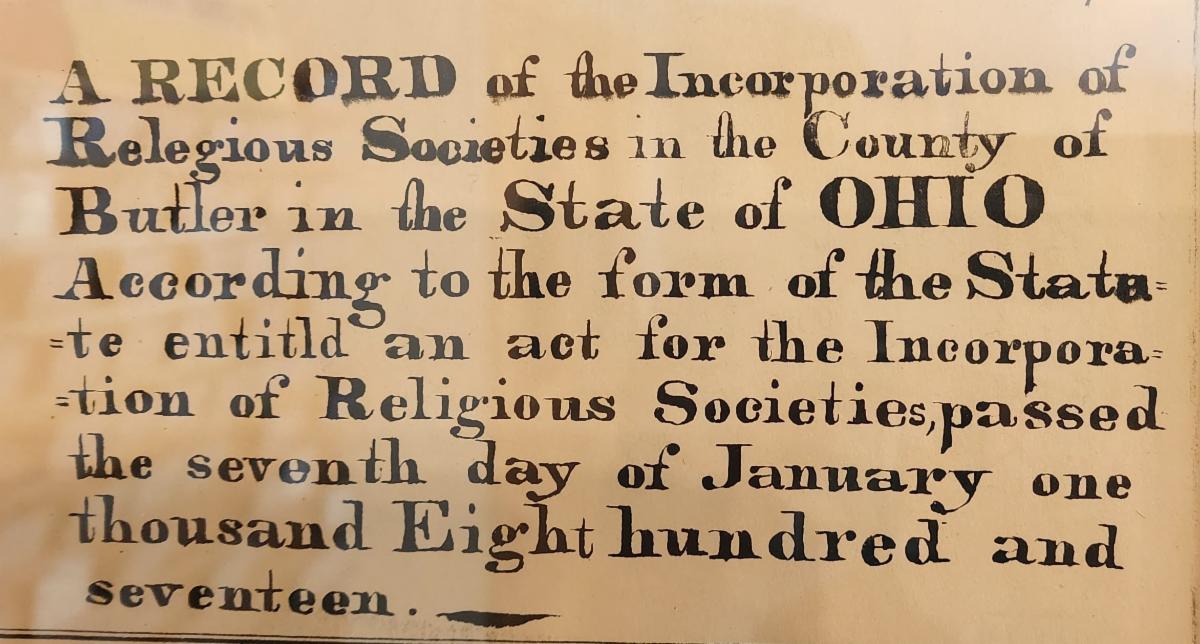 A RECORD of the Incorporation of
Relegious Societies in the County of
Butler in the State of OHIO
According to the form of the Statu=
=te entitld an act for the Incorpora=
=tion of Religious Societies, passed
the seventh day of January one
thousand Eight hundred and
seventeen.